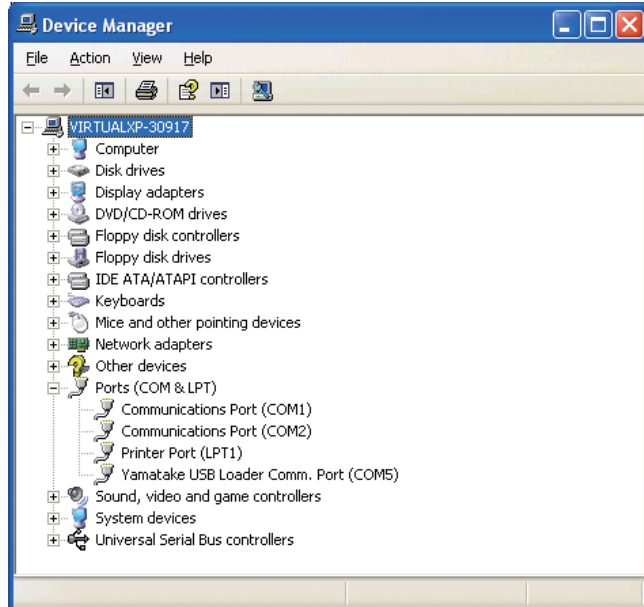 Device Manager
File Action View Help
VIRTUALXP-30917
Computer
Disk drives
Display adapters
DVD/CD-ROM drives
Floppy disk controllers
Floppy disk drives
IDE ATA/ATAPI controllers
Keyboards
Mice and other pointing devices
Network adapters
Other devices
Ports (COM & LPT)
Communications Port (COM1)
Communications Port (COM2)
Printer Port (LPT1)
Yamatake USB Loader Comm. Port (COM5)
Sound, video and game controllers
System devices
Universal Serial Bus controllers